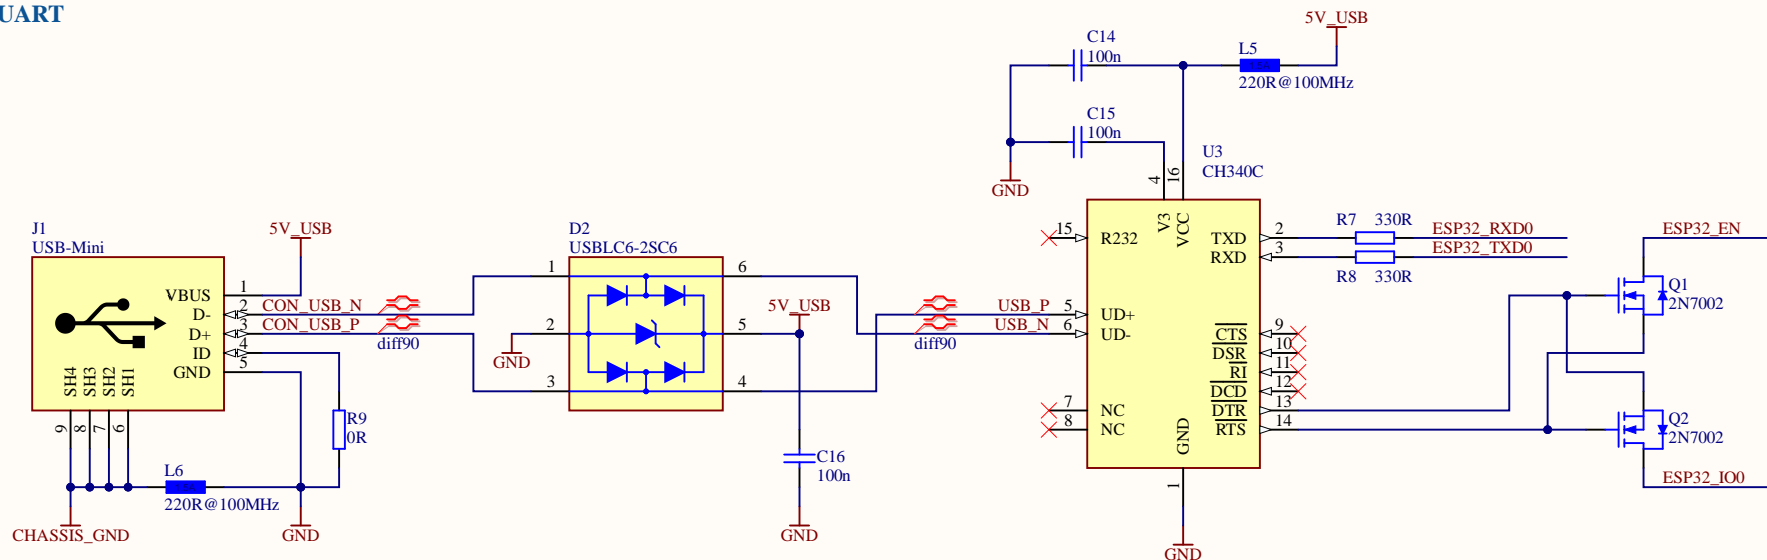 UART
5V_USB
C14
100n
L5
220R@100MHz
C15
100n
GND
U3
CH340C
4
16
V3
VCC
15
R232
TXD
2
RXD
3
R7 330R
ESP32_RXD0
ESP32_TXD0
R8 330R
ESP32_EN
Q1
2N7002
J1
USB-Mini
5V_USB
VBUS
1
D-
2
CON_USB_N
D+
3
CON_USB_P
ID
4
GND
5
diff90
SH4
SH3
SH2
SH1
9
8
7
6
R9
0R
L6
220R@100MHz
CHASSIS_GND
GND
D2
USBLC6-2SC6
1
2
3
6
5
4
GND
5V_USB
C16
100n
GND
USB_P
USB_N
diff90
5
UD+
6
UD-
7
NC
8
NC
CTS
9
DSR
10
RI
11
DCD
12
DTR
13
RTS
14
GND
1
GND
Q2
2N7002
ESP32_IO0